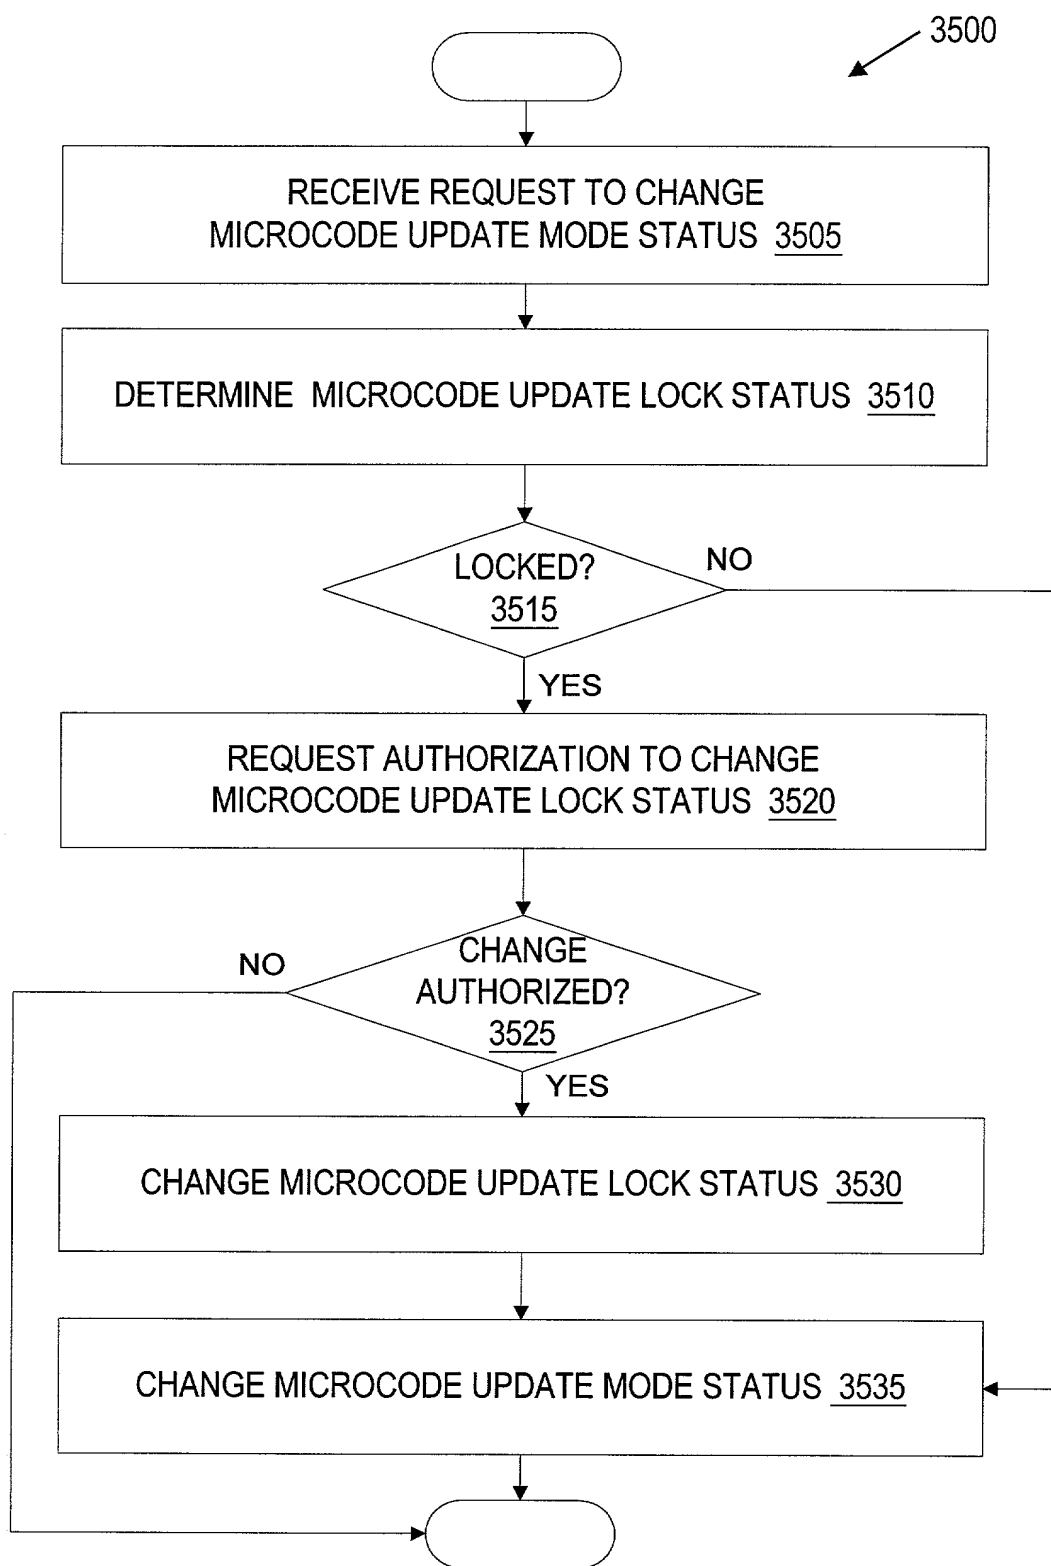 3500
RECEIVE REQUEST TO CHANGE
MICROCODE UPDATE MODE STATUS 3505
DETERMINE MICROCODE UPDATE LOCK STATUS 3510
LOCKED?
3515
NO
YES
REQUEST AUTHORIZATION TO CHANGE
MICROCODE UPDATE LOCK STATUS 3520
NO
CHANGE
AUTHORIZED?
3525
YES
CHANGE MICROCODE UPDATE LOCK STATUS 3530
CHANGE MICROCODE UPDATE MODE STATUS 3535